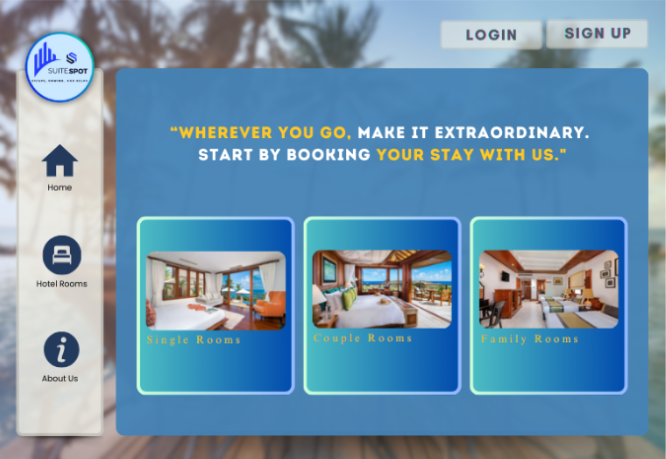 LOGIN
SIGN UP
SUITESPOT
“WHEREVER YOU GO, MAKE IT EXTRAORDINARY.
START BY BOOKING YOUR STAY WITH US.”
Home
Hotel Rooms
About Us
Single Rooms
Couple Rooms
Family Rooms